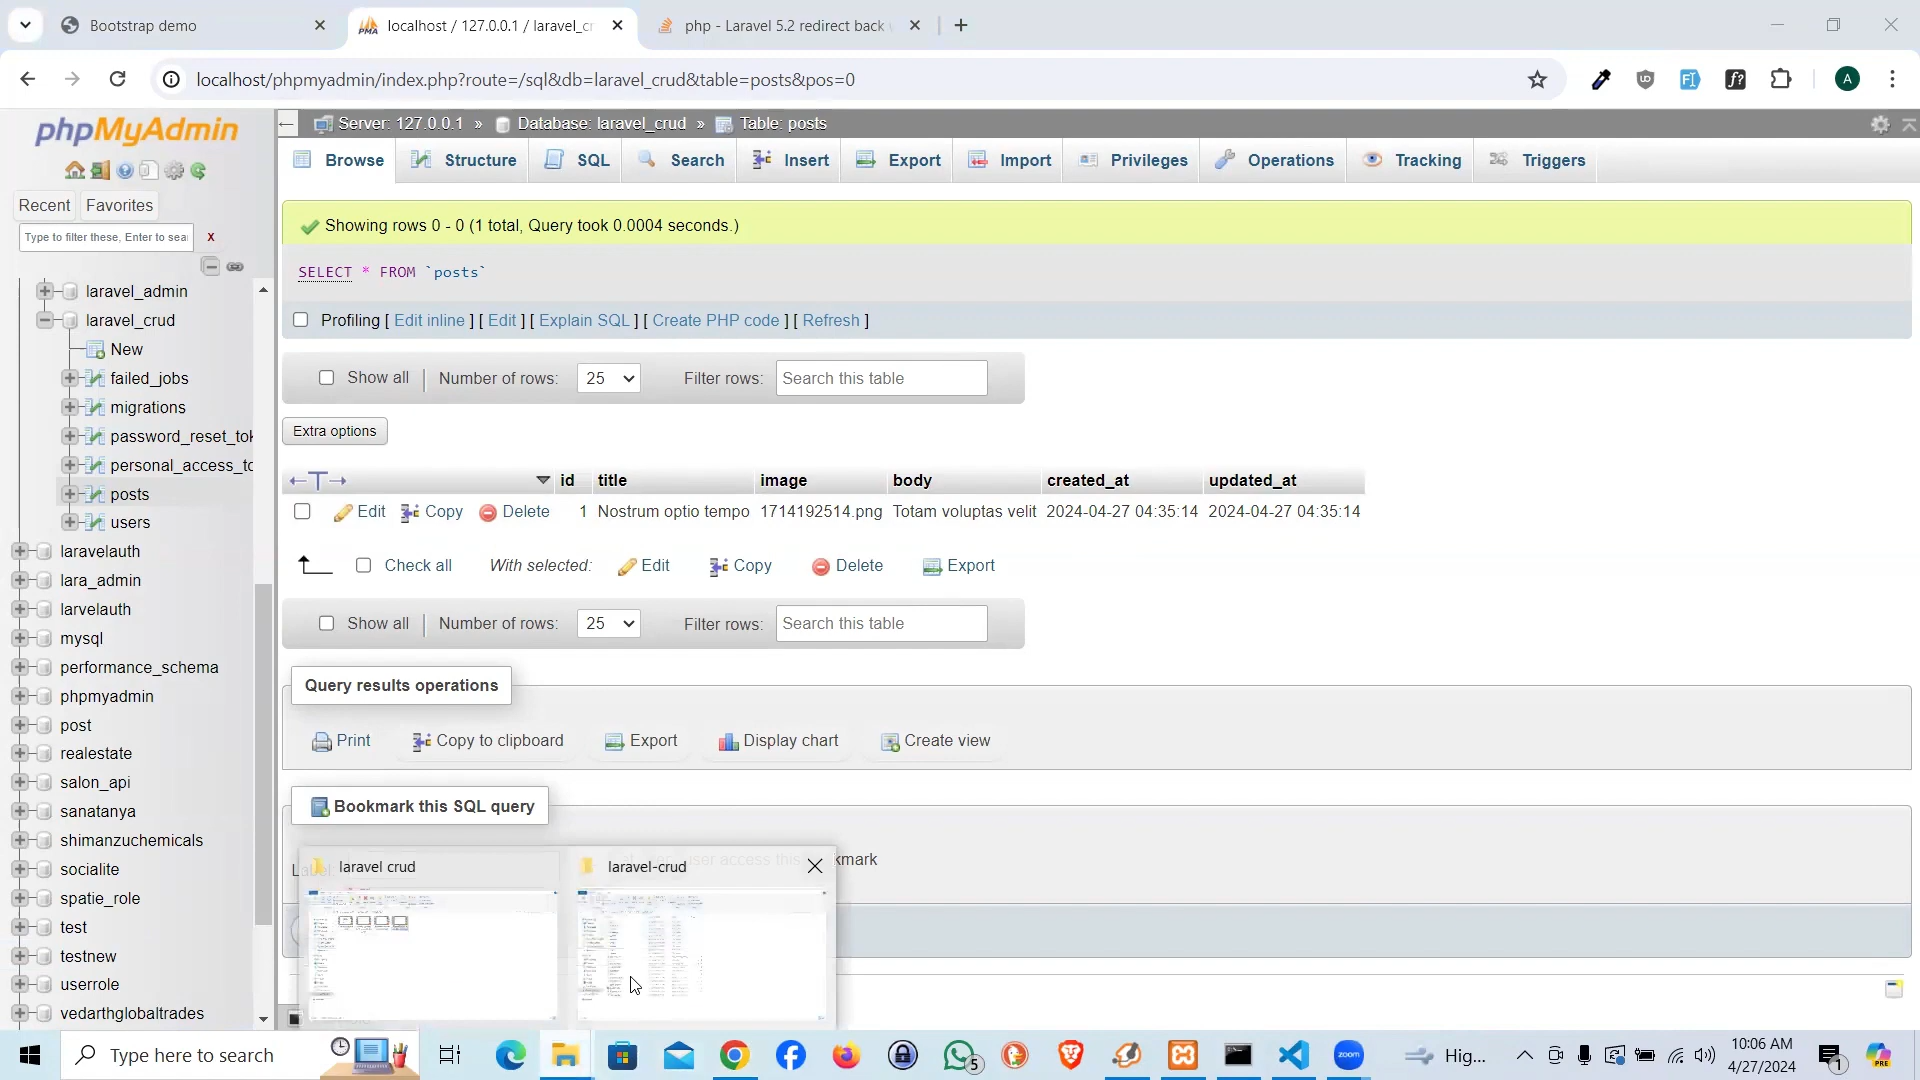 Bootstrap demo
localhost / 127.0.0.1 / laravel_cr
php - Laravel 5.2 redirect back
localhost/phpmyadmin/index.php?route=/sql&db=laravel_crud&table=posts&pos=0
A
phpMyAdmin
Server: 127.0.0.1 » Database: laravel_crud » Table: posts
Browse Structure SQL Search Insert Export Import Privileges Operations Tracking Triggers
Recent Favorites
Type to filter these, Enter to sea X
laravel_admin
laravel_crud
New
failed_jobs
migrations
password_reset_tok
personal_access_to
posts
users
laravelauth
lara_admin
larvelauth
mysql
performance_schema
phpmyadmin
post
realestate
salon_api
sanatanya
shimanzuchemicals
socialite
spatie_role
test
testnew
userrole
vedarthglobaltrades
Showing rows 0 - 0 (1 total, Query took 0.0004 seconds.)
SELECT * FROM `posts`
Profiling [ Edit inline ] [ Edit ] [ Explain SQL ] [ Create PHP code ] [ Refresh ]
Show all Number of rows: 25 Filter rows: Search this table
Extra options
id title image body created_at updated_at
Edit Copy Delete 1 Nostrum optio tempo 1714192514.png Totam voluptas velit 2024-04-27 04:35:14 2024-04-27 04:35:14
Check all With selected: Edit Copy Delete Export
Show all Number of rows: 25 Filter rows: Search this table
Query results operations
Print Copy to clipboard Export Display chart Create view
Bookmark this SQL query
user access this kmark
laravel crud
laravel-crud
Type here to search
5
zoom
Hig...
10:06 AM
4/27/2024
1
PRE